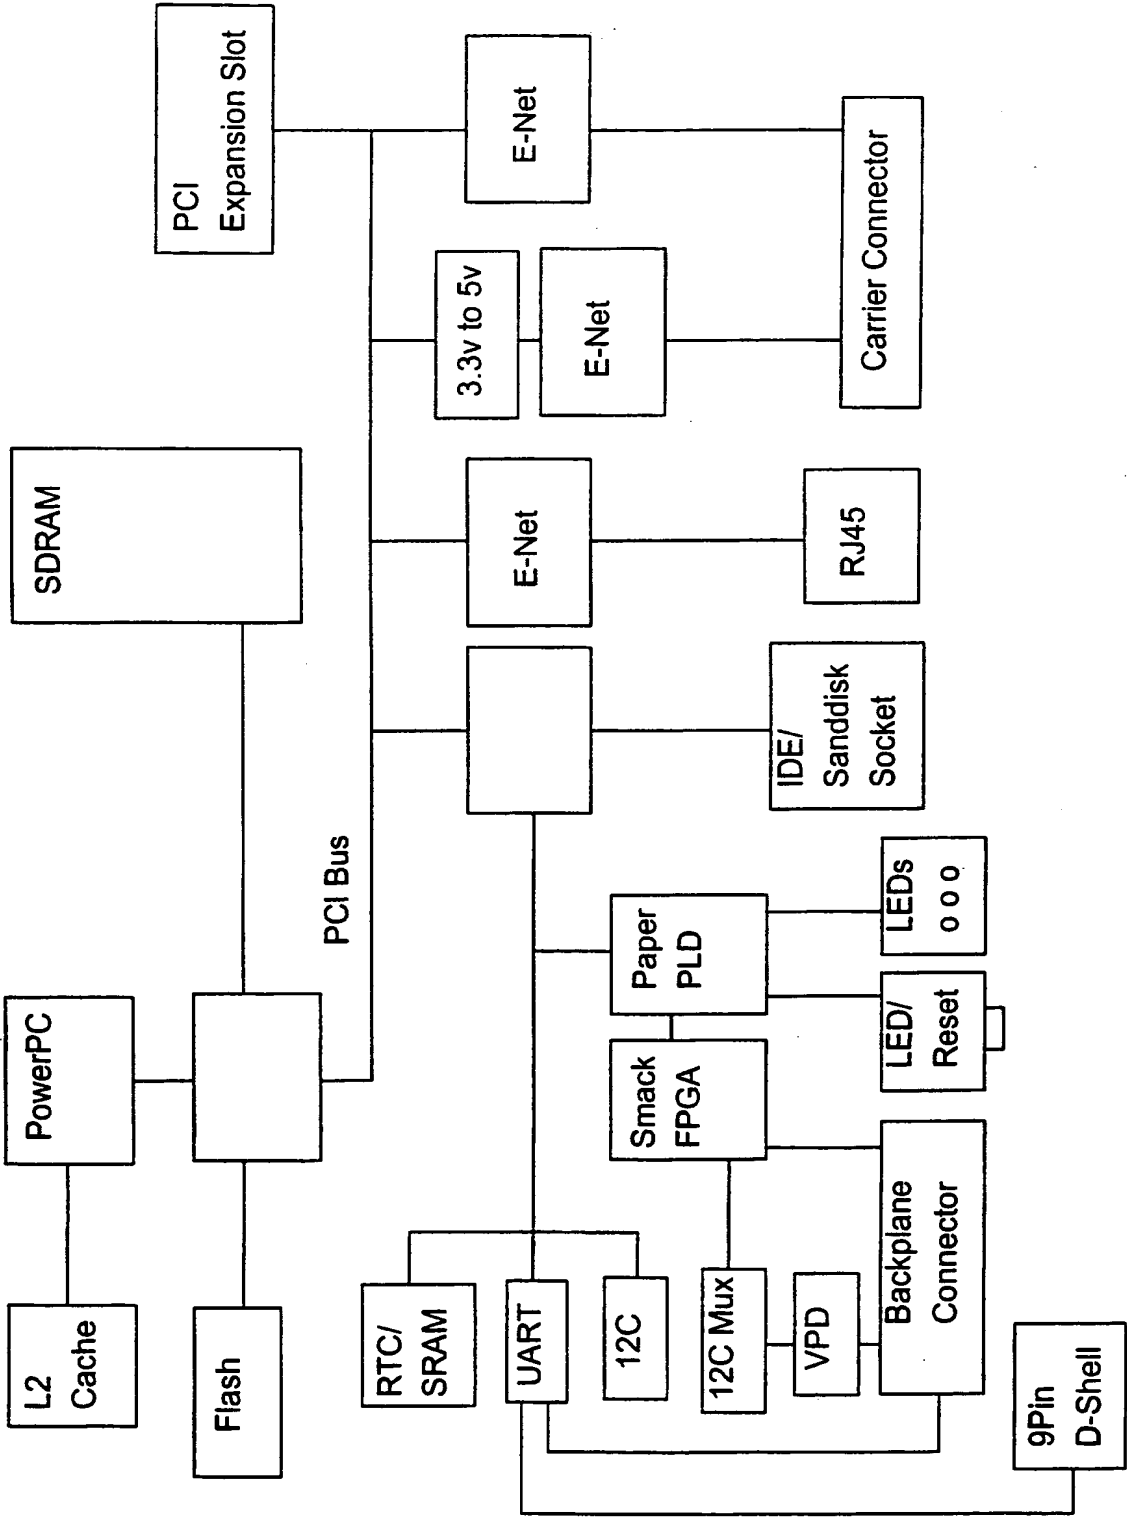 L2
Cache
PowerPC
SDRAM
PCI
Expansion Slot
Flash
PCI Bus
RTC/
SRAM
UART
12C
E-Net
3.3v to 5v
E-Net
E-Net
12C Mux
VPD
Smack
FPGA
Paper
PLD
IDE/
Sanddisk
Socket
RJ45
Carrier Connector
Backplane
Connector
LED/
Reset
LEDs
o o o
9Pin
D-Shell